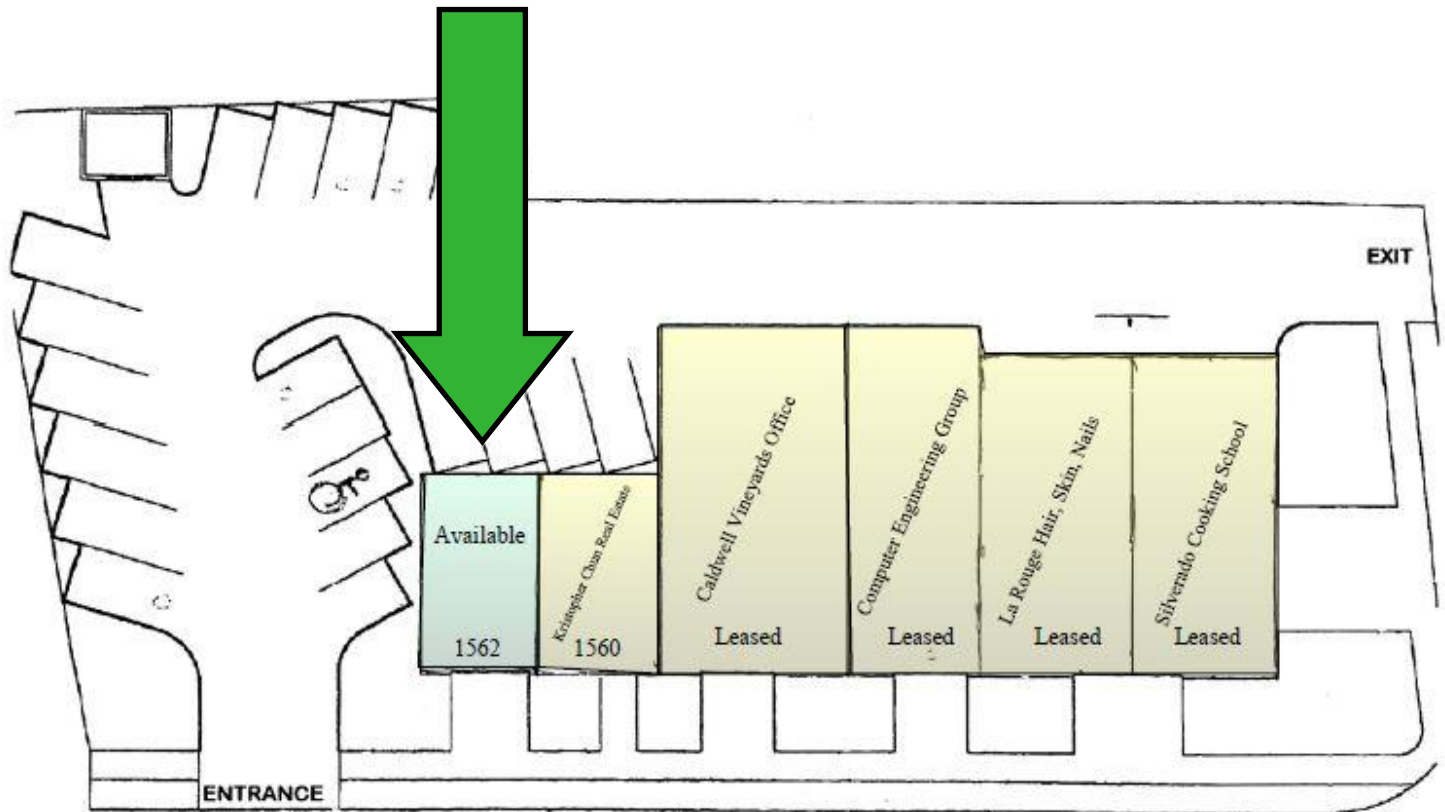 EXIT
Available
1562
Kristopher Chun Real Estate
1560
Caldwell Vineyards Office
Leased
Computer Engineering Group
Leased
La Rouge Hair, Skin, Nails
Leased
Silverado Cooking School
Leased
ENTRANCE